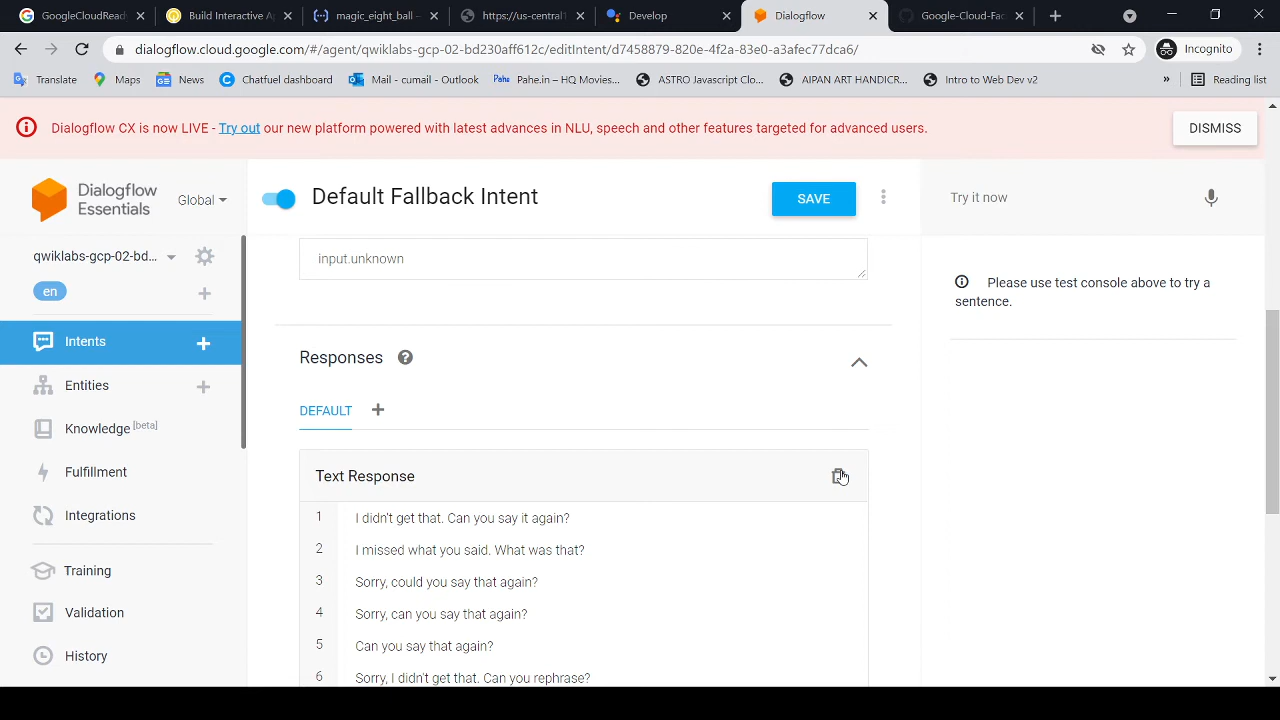 GoogleCloudRead
Build Interactive Ap
magic_eight_ball –
https://us-central1
Develop
Dialogflow
Google-Cloud-Fac
dialogflow.cloud.google.com/#/agent/qwiklabs-gcp-02-bd230aff612c/editIntent/d7458879-820e-4f2a-83e0-a3afec77dca6/
Incognito
Translate
Maps
News
Chatfuel dashboard
Mail - cumail - Outlook
Pahe Pahe.in – HQ Movies...
ASTRO Javascript Clo...
AIPAN ART HANDICR...
Intro to Web Dev v2
»
Reading list
Dialogflow CX is now LIVE - Try out our new platform powered with latest advances in NLU, speech and other features targeted for advanced users.
DISMISS
Dialogflow
Essentials
Global
Default Fallback Intent
SAVE
Try it now
qwiklabs-gcp-02-bd...
en
Intents
Entities
Knowledge [beta]
Fulfillment
Integrations
Training
Validation
History
input.unknown
Responses
DEFAULT
Text Response
1 I didn't get that. Can you say it again?
2 I missed what you said. What was that?
3 Sorry, could you say that again?
4 Sorry, can you say that again?
5 Can you say that again?
6 Sorry, I didn't get that. Can you rephrase?
Please use test console above to try a
sentence.